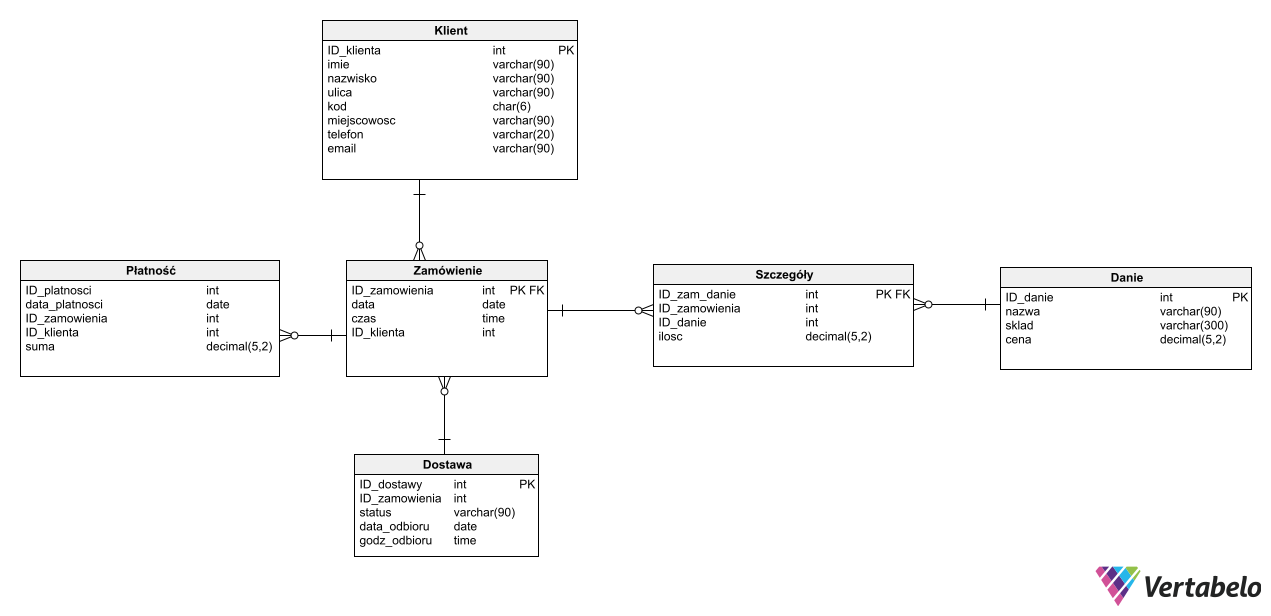 Klient
ID_klienta int PK
imie varchar(90)
nazwisko varchar(90)
ulica varchar(90)
kod char(6)
miejscowosc varchar(90)
telefon varchar(20)
email varchar(90)
Płatność
ID_platnosci int
data_platnosci date
ID_zamowienia int
ID_klienta int
suma decimal(5,2)
Zamówienie
ID_zamowienia int PK FK
data date
czas time
ID_klienta int
Szczegóły
ID_zam_danie int PK FK
ID_zamowienia int
ID_danie int
ilosc decimal(5,2)
Danie
ID_danie int PK
nazwa varchar(90)
sklad varchar(300)
cena decimal(5,2)
Dostawa
ID_dostawy int PK
ID_zamowienia int
status varchar(90)
data_odbioru date
godz_odbioru time
Vertabelo